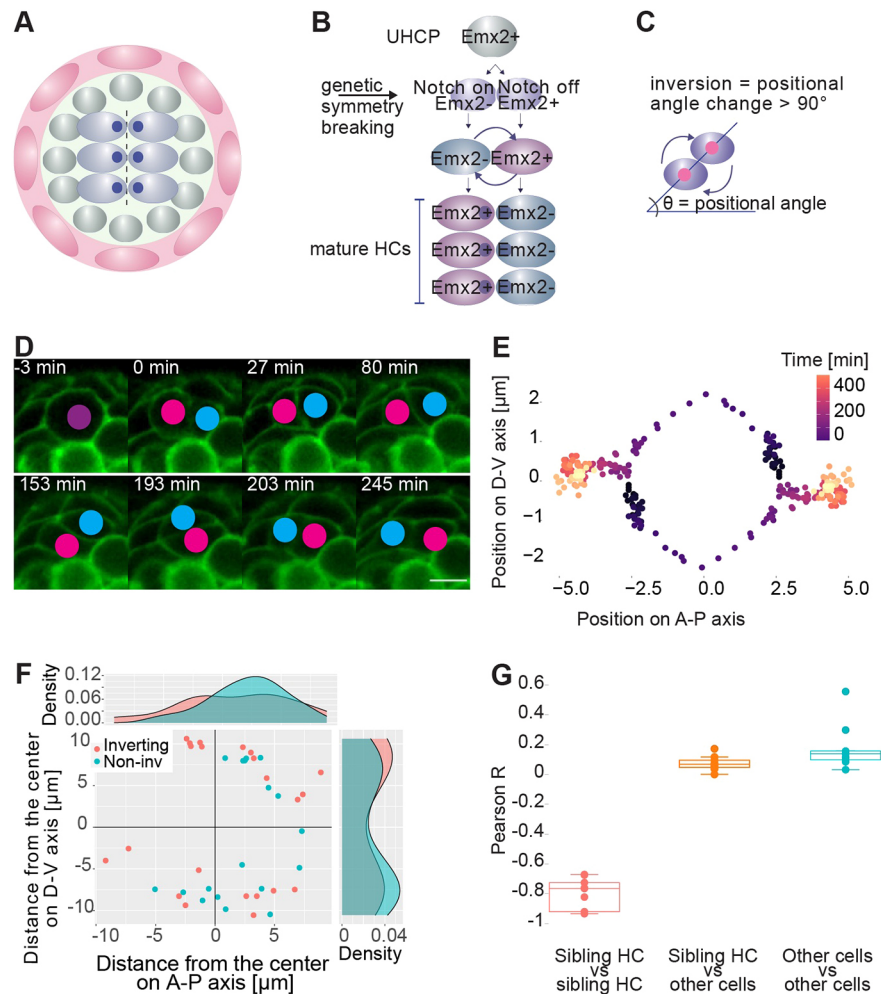 A
B
UHCP
Emx2+
genetic
symmetry
breaking
Notch on
Notch off
Emx2-
Emx2+
Emx2-
Emx2+
mature HCs
Emx2+
Emx2-
Emx2+
Emx2-
Emx2+
Emx2-
C
inversion = positional
angle change > 90°
θ = positional angle
D
-3 min
0 min
27 min
80 min
153 min
193 min
203 min
245 min
E
Time [min]
400
200
0
Position on D-V axis [µm]
2
1
0
−1
−2
−5.0
−2.5
0.0
2.5
5.0
Position on A-P axis
F
Density
0.12
0.06
0.00
Inverting
Non-inv
Distance from the center
on D-V axis [µm]
10
5
0
-5
-10
-10
-5
0
5
Distance from the center
on A-P axis [µm]
0
0.04
Density
G
Pearson R
0.6
0.2
0.4
0
-0.2
-0.4
-0.6
-0.8
-1
Sibling HC
vs
sibling HC
Sibling HC
vs
other cells
Other cells
vs
other cells